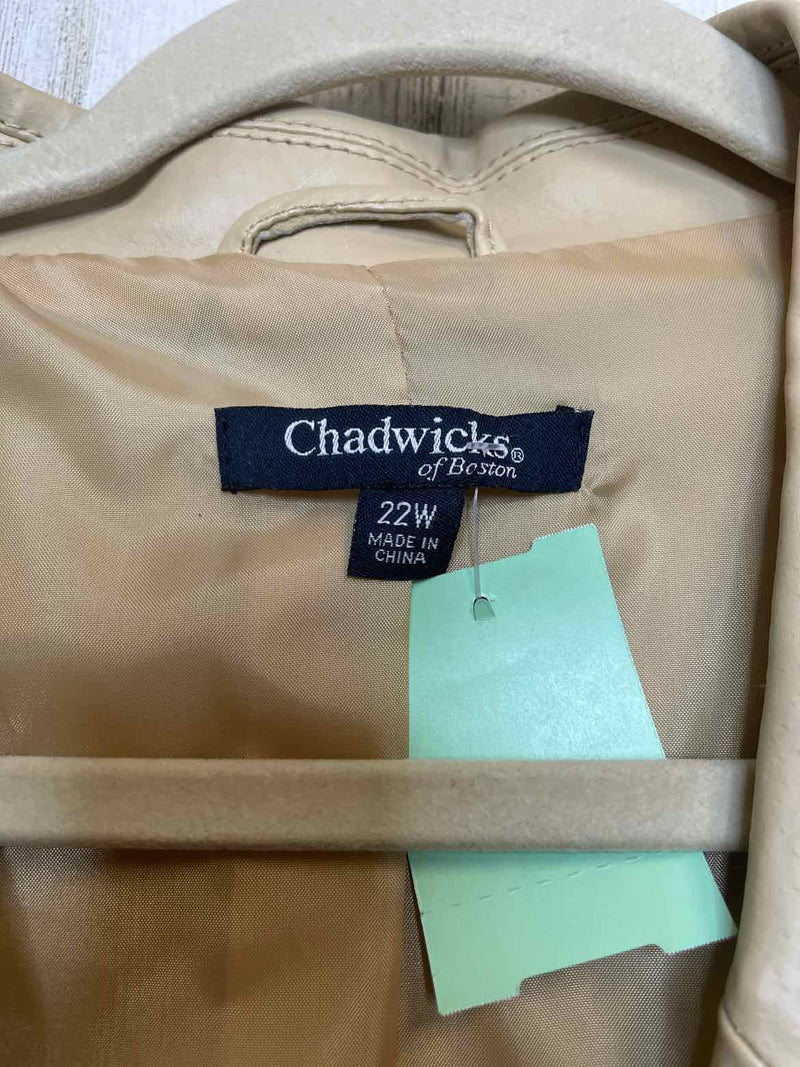 Chadwicks®
of Boston
22W
MADE IN
CHINA